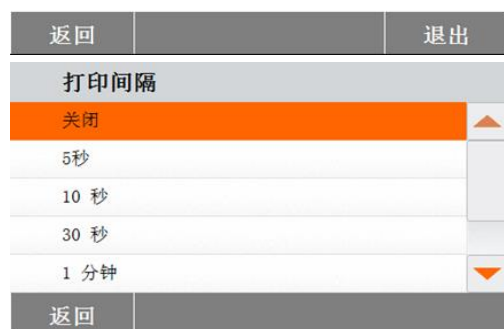 返回 退出
打印间隔
关闭
5秒
10 秒
30 秒
1 分钟
返回